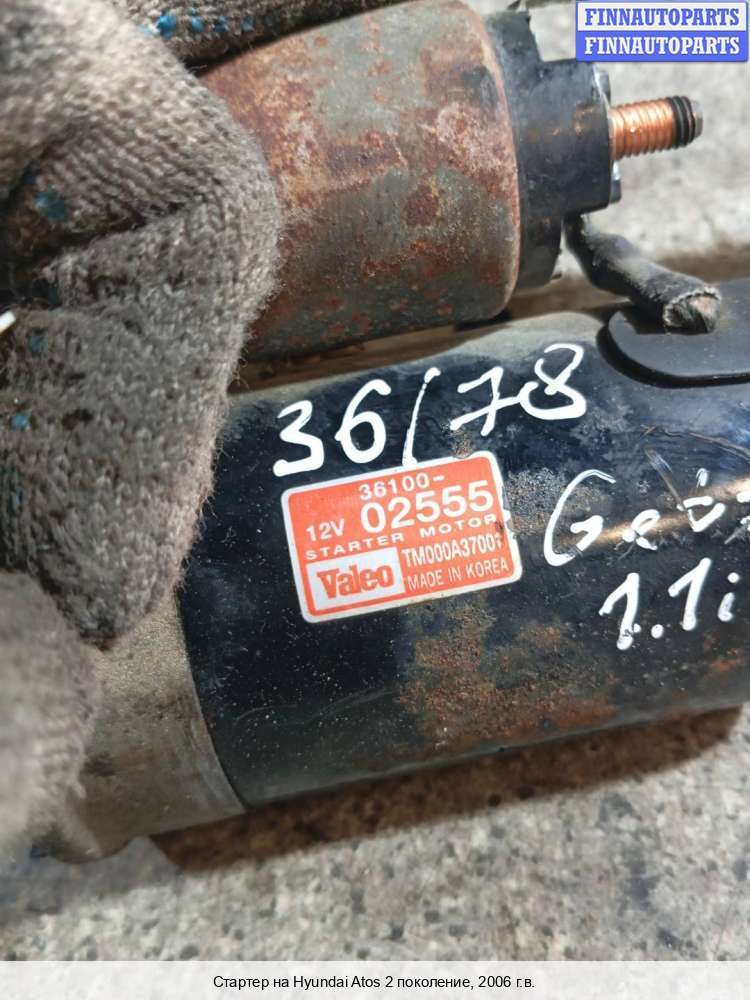 FINNAUTOPARTS
FINNAUTOPARTS
36/78
36100-
12V 02555
STARTER MOTOR
Valeo
MADE IN KOREA
1.1i
Стартер на Hyundai Atos 2 поколение, 2006 г.в.